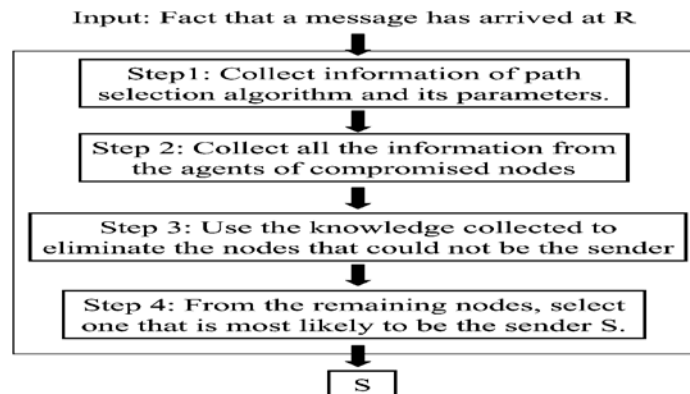 Input: Fact that a message has arrived at R
Step1: Collect information of path
selection algorithm and its parameters.
Step 2: Collect all the information from
the agents of compromised nodes
Step 3: Use the knowledge collected to
eliminate the nodes that could not be the sender
Step 4: From the remaining nodes, select
one that is most likely to be the sender S.
S